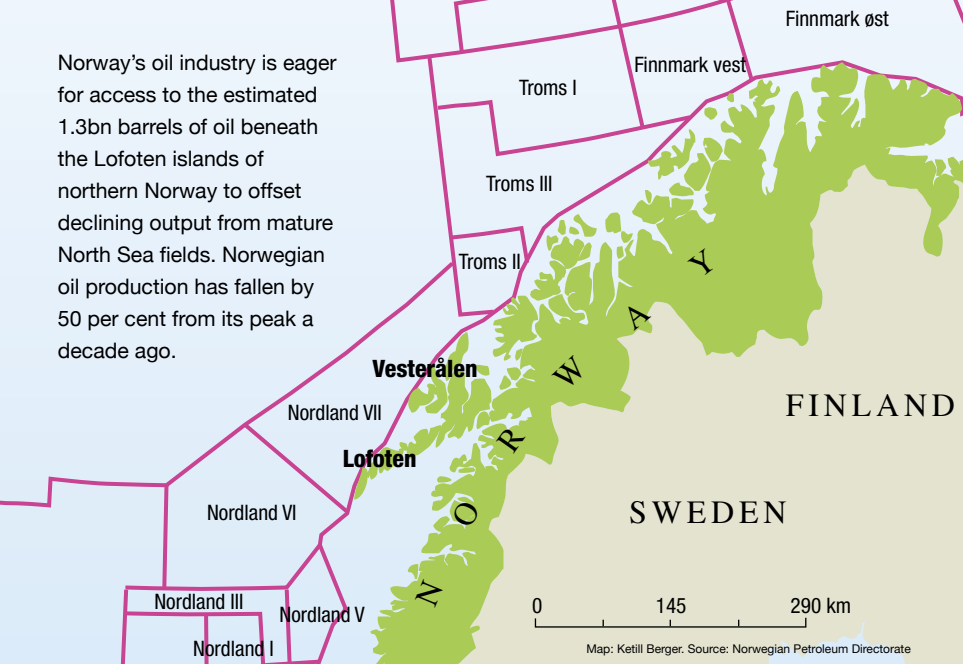 Norway's oil industry is eager
for access to the estimated
1.3bn barrels of oil beneath
the Lofoten islands of
northern Norway to offset
declining output from mature
North Sea fields. Norwegian
oil production has fallen by
50 per cent from its peak a
decade ago.
Finnmark øst
Finnmark vest
Troms I
Troms III
Troms II
Vesterålen
Nordland VII
Lofoten
Nordland VI
Nordland III
Nordland V
Nordland I
NORWAY
FINLAND
SWEDEN
0 145 290 km
Map: Ketill Berger. Source: Norwegian Petroleum Directorate